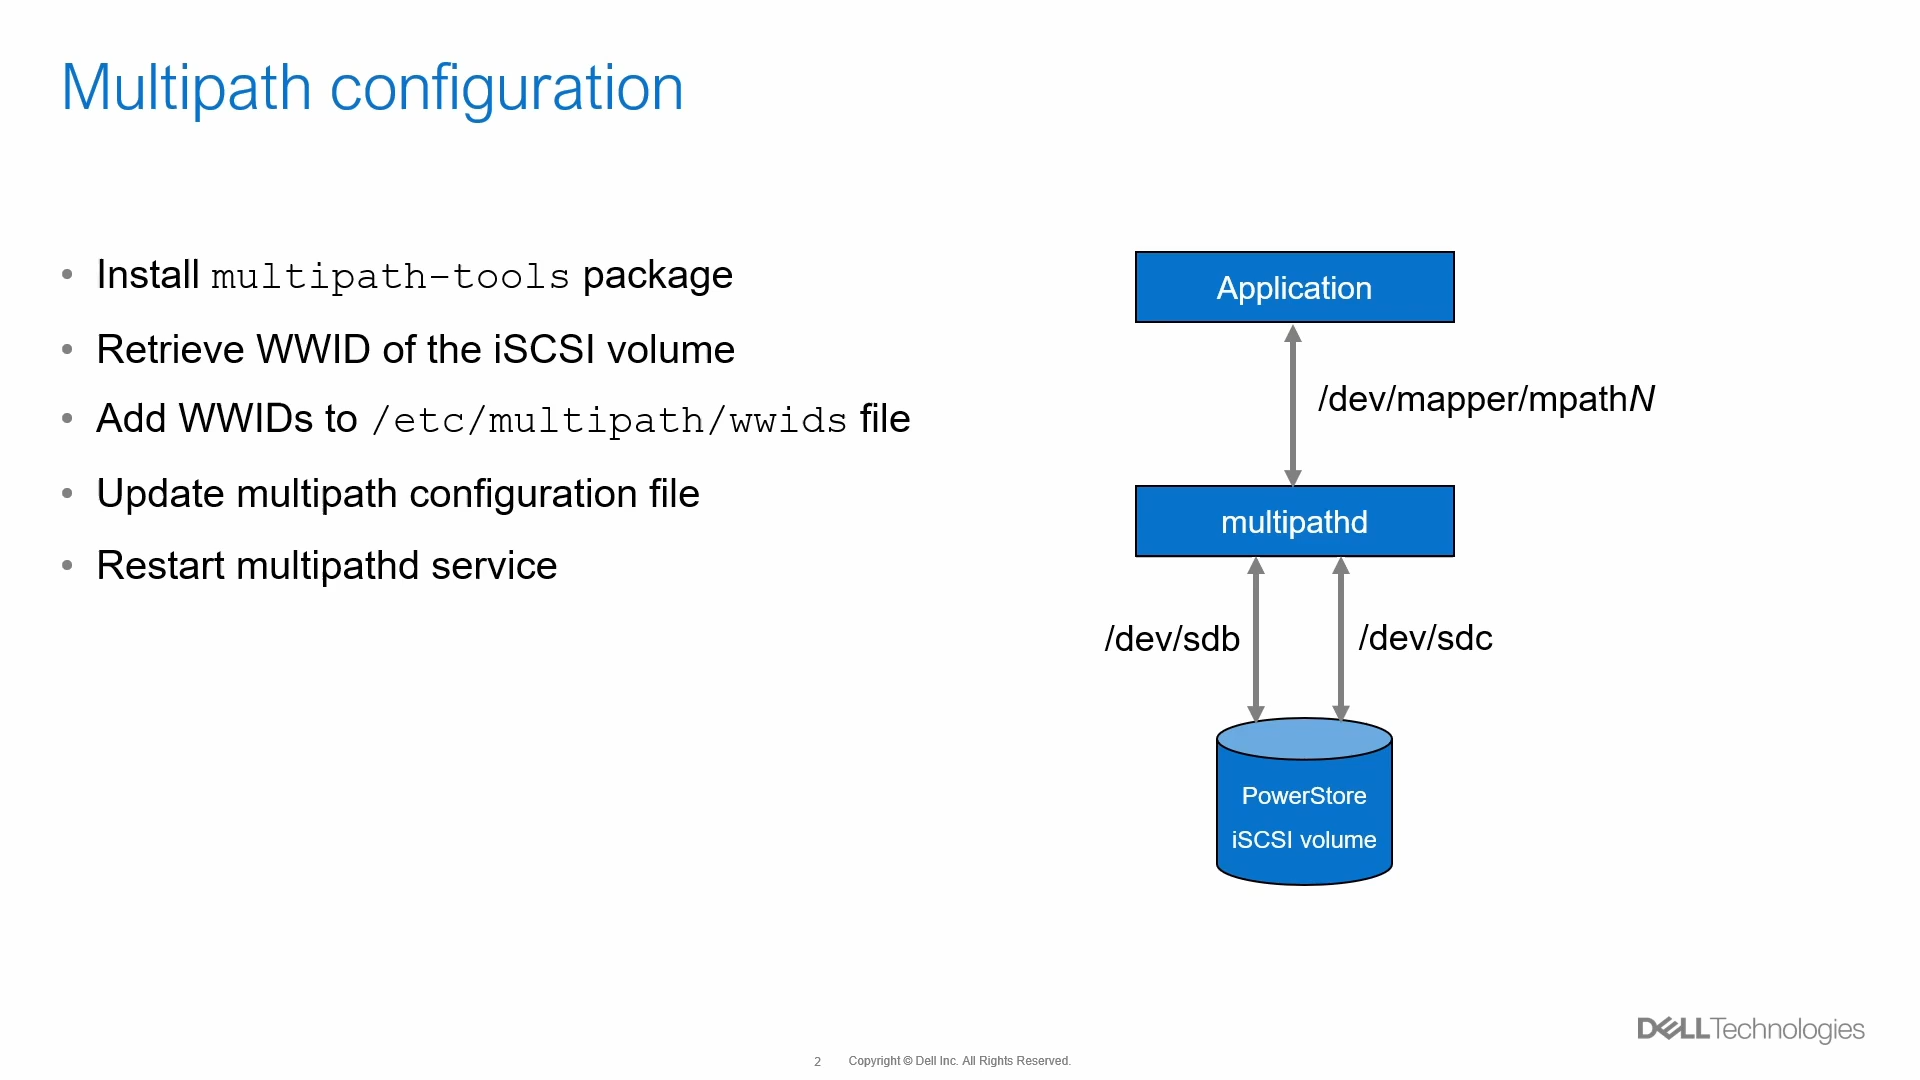 Multipath configuration
• Install multipath-tools package
• Retrieve WWID of the iSCSI volume
• Add WWIDs to /etc/multipath/wwids file
• Update multipath configuration file
• Restart multipathd service
Application
/dev/mapper/mpathN
multipathd
/dev/sdb
/dev/sdc
PowerStore
iSCSI volume
DELLTechnologies
2
Copyright © Dell Inc. All Rights Reserved.